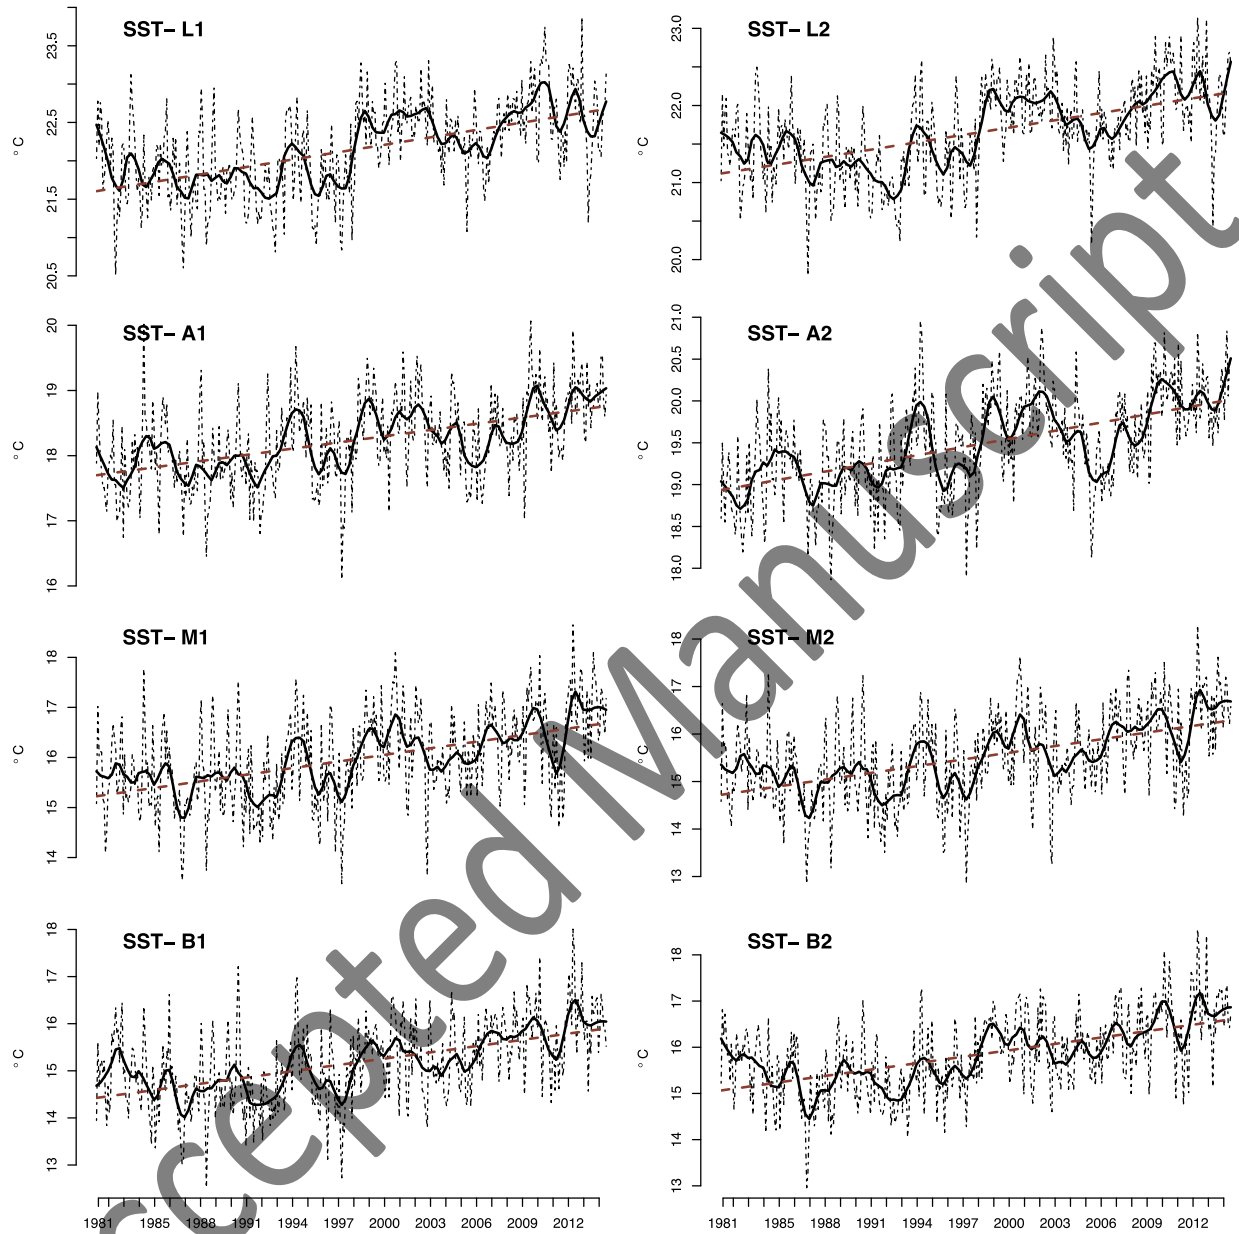 SST– L1
SST– L2
23.5
22.5
21.5
20.5
° C
23.0
22.0
21.0
20.0
° C
SST– A1
SST– A2
20
19
18
17
16
° C
21.0
20.5
20.0
19.5
19.0
18.5
18.0
° C
SST– M1
SST– M2
18
17
16
15
14
° C
18
17
16
15
14
13
° C
SST– B1
SST– B2
18
17
16
15
14
13
° C
18
17
16
15
14
13
° C
1981 1985 1988 1991 1994 1997 2000 2003 2006 2009 2012
1981 1985 1988 1991 1994 1997 2000 2003 2006 2009 2012
ccepted Manuscript